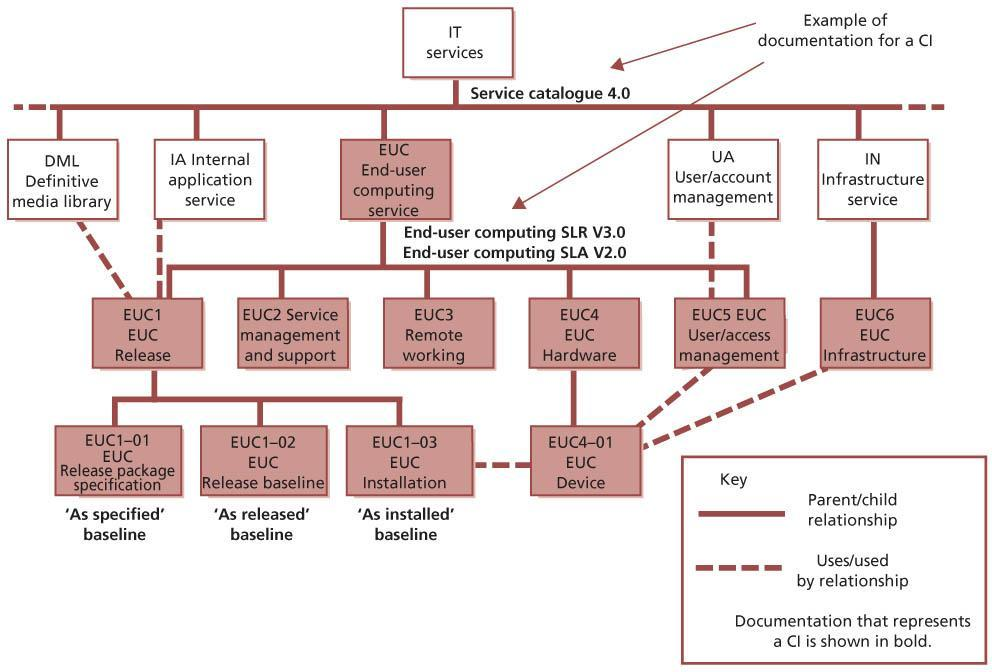 IT
services
Example of
documentation for a CI
Service catalogue 4.0
DML
Definitive
media library
IA Internal
application
service
EUC
End-user
computing
service
UA
User/account
management
IN
Infrastructure
service
End-user computing SLR V3.0
End-user computing SLA V2.0
EUC1
EUC
Release
EUC2 Service
management
and support
EUC3
Remote
working
EUC4
EUC
Hardware
EUC5 EUC
User/access
management
EUC6
EUC
Infrastructure
EUC1–01
EUC
Release package
specification
EUC1–02
EUC
Release baseline
EUC1–03
EUC
Installation
EUC4–01
EUC
Device
‘As specified’
baseline
‘As released’
baseline
‘As installed’
baseline
Key
Parent/child
relationship
Uses/used
by relationship
Documentation that represents
a CI is shown in bold.